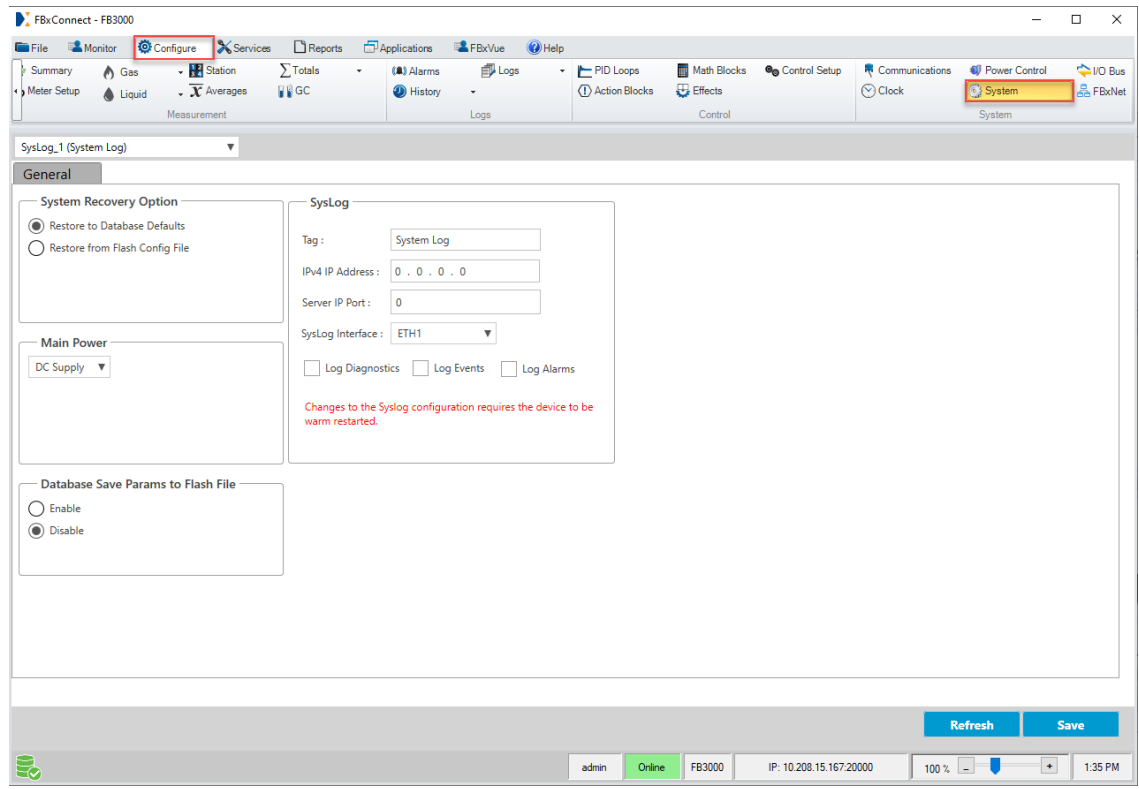 FBxConnect - FB3000
File Monitor Configure Services Reports Applications FBxVue Help
Summary Gas Station Totals Alarms Logs PID Loops Math Blocks Control Setup Communications Power Control I/O Bus
Meter Setup Liquid Averages GC History Action Blocks Effects Clock System FBxNet
Measurement Logs Control System
SysLog_1 (System Log)
General
System Recovery Option
Restore to Database Defaults
Restore from Flash Config File
Main Power
DC Supply
Database Save Params to Flash File
Enable
Disable
SysLog
Tag : System Log
IPv4 IP Address : 0 . 0 . 0 . 0
Server IP Port : 0
SysLog Interface : ETH1
Log Diagnostics Log Events Log Alarms
Changes to the Syslog configuration requires the device to be
warm restarted.
Refresh Save
admin Online FB3000 IP: 10.208.15.167:20000 100 % - + 1:35 PM